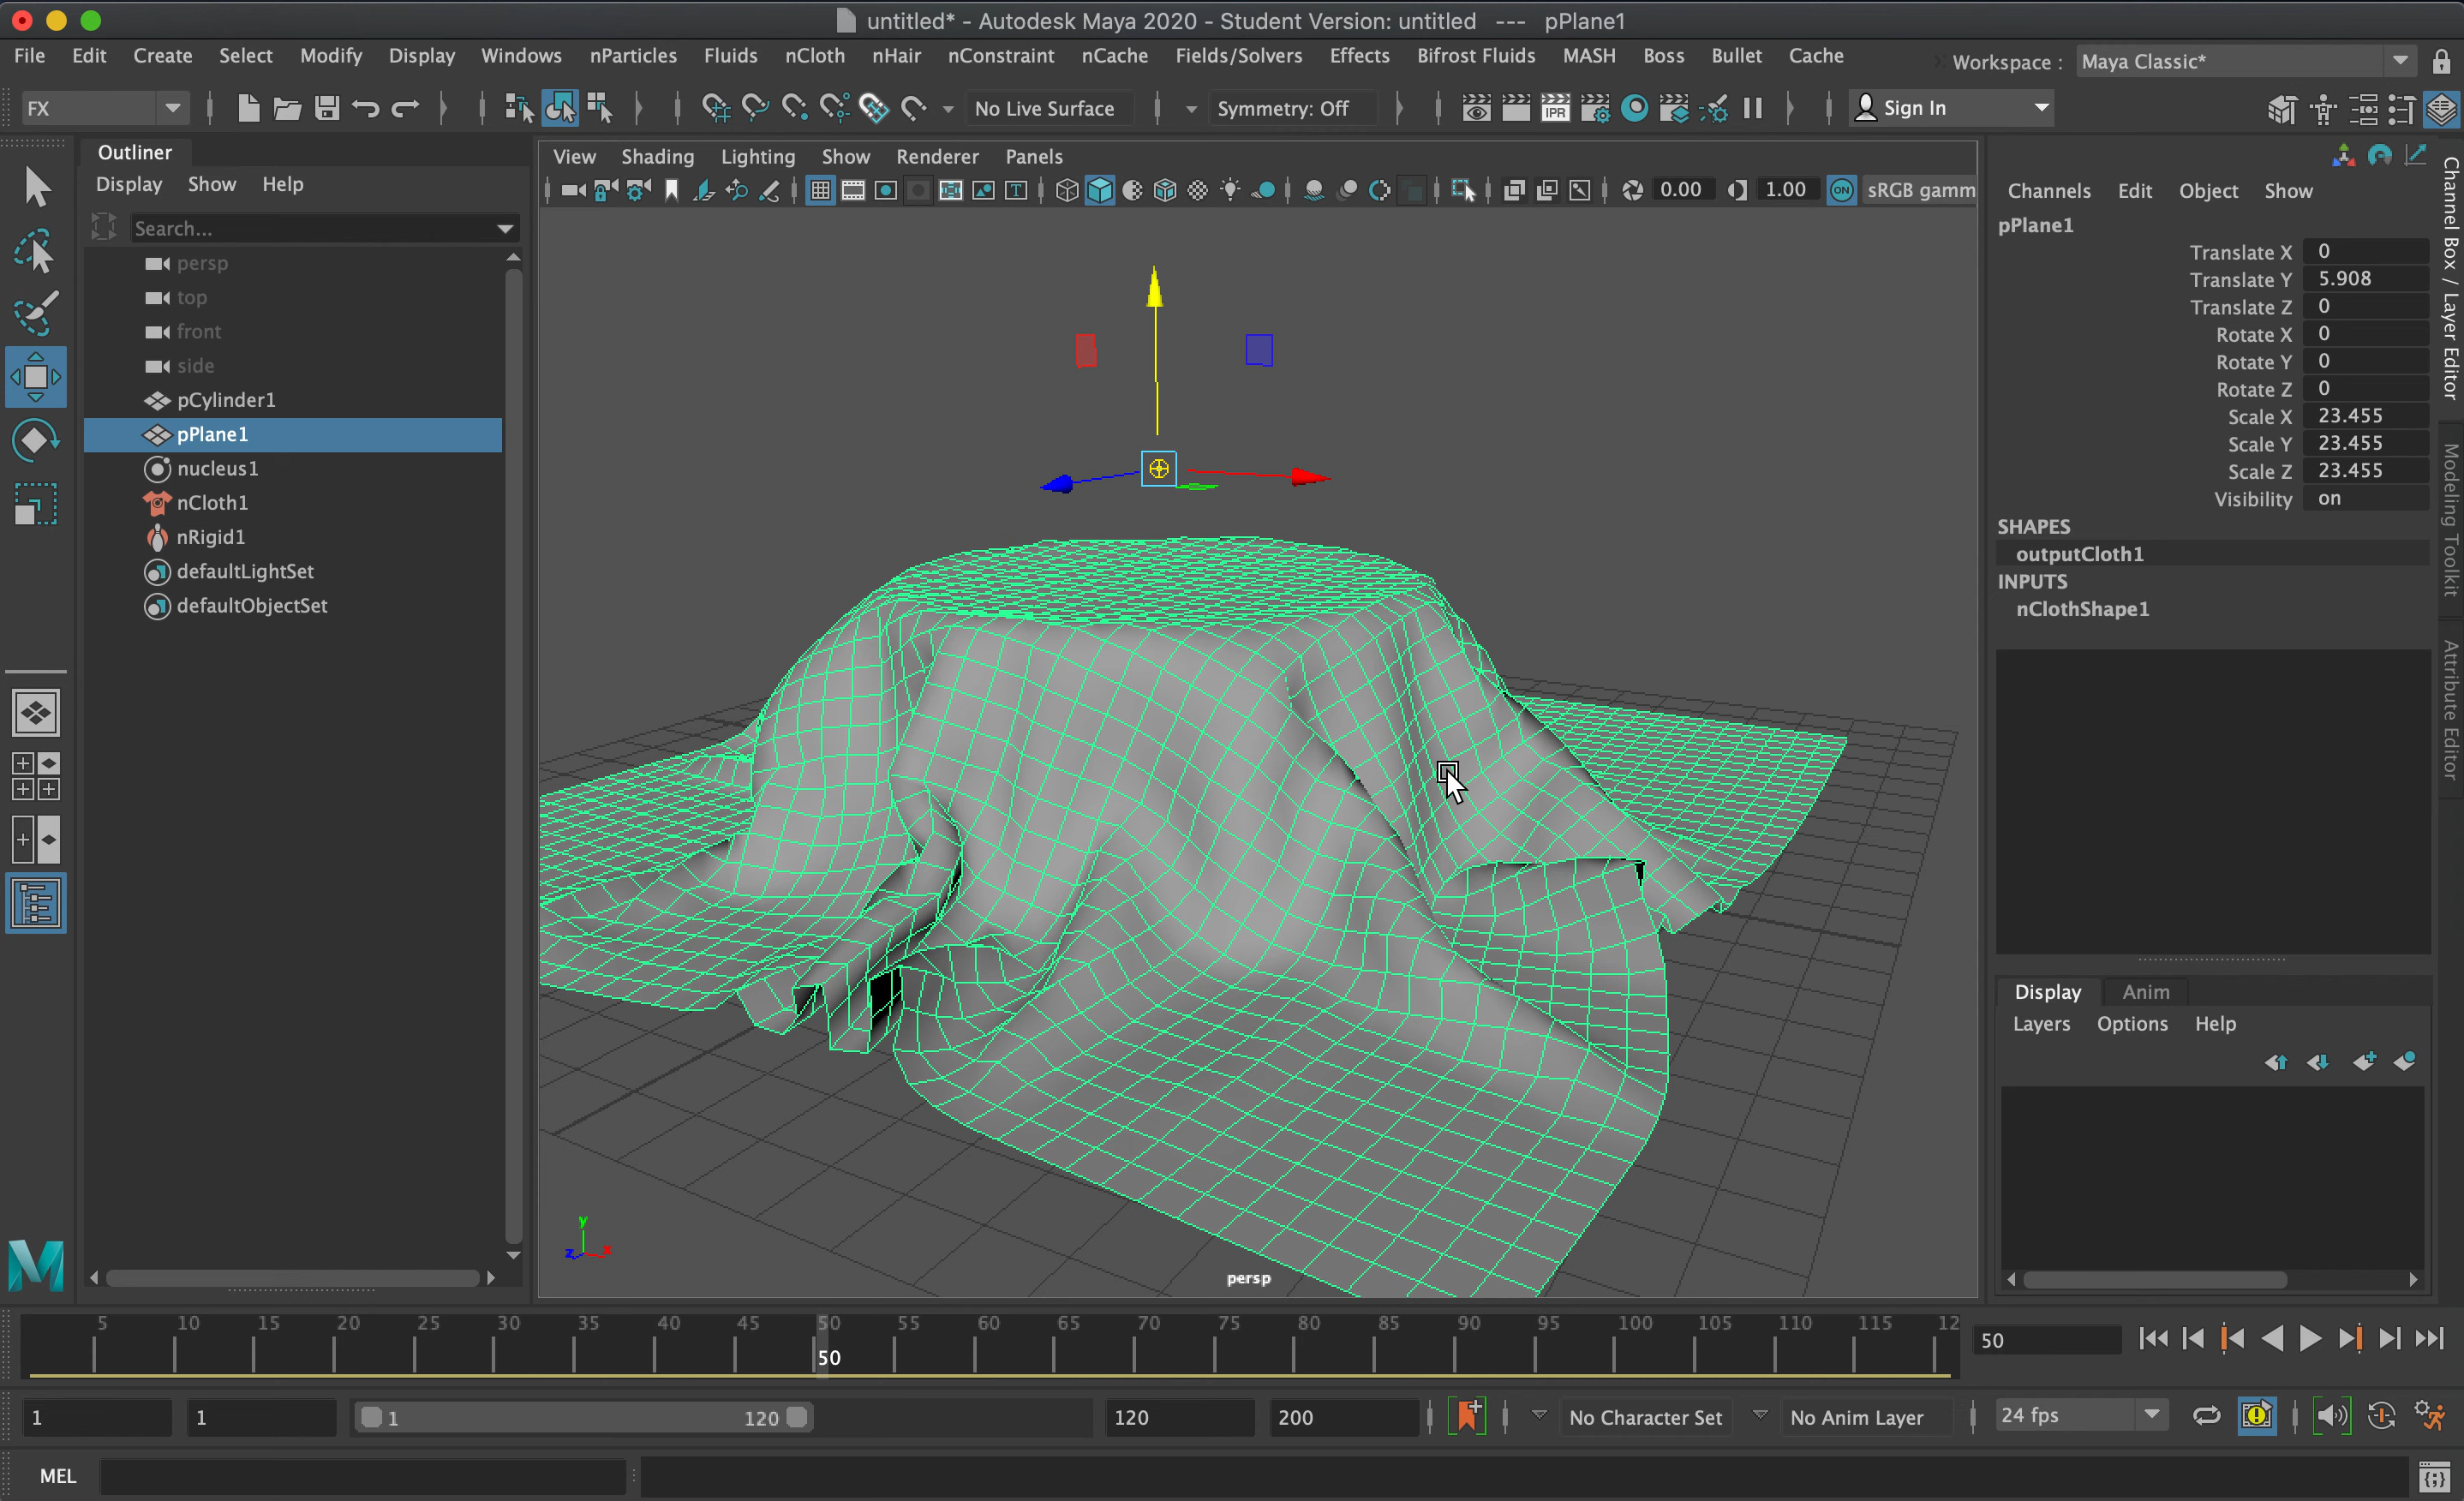 untitled* - Autodesk Maya 2020 - Student Version: untitled --- pPlane1
File Edit Create Select Modify Display Windows nParticles Fluids nCloth nHair nConstraint nCache Fields/Solvers Effects Bifrost Fluids MASH Boss Bullet Cache
Workspace : Maya Classic*
FX No Live Surface Symmetry: Off IPR Sign In
Outliner
Display Show Help
Search...
persp
top
front
side
pCylinder1
pPlane1
nucleus1
nCloth1
nRigid1
defaultLightSet
defaultObjectSet
View Shading Lighting Show Renderer Panels
T 0.00 1.00 ON sRGB gamm
y
z x
persp
Channels Edit Object Show
pPlane1
Translate X 0
Translate Y 5.908
Translate Z 0
Rotate X 0
Rotate Y 0
Rotate Z 0
Scale X 23.455
Scale Y 23.455
Scale Z 23.455
Visibility on
SHAPES
outputCloth1
INPUTS
nClothShape1
Display Anim
Layers Options Help
Channel Box / Layer Editor
Modeling Toolkit
Attribute Editor
5 10 15 20 25 30 35 40 45 50 55 60 65 70 75 80 85 90 95 100 105 110 115 12
50
50
1 1 1 120 120 200 No Character Set No Anim Layer 24 fps
MEL